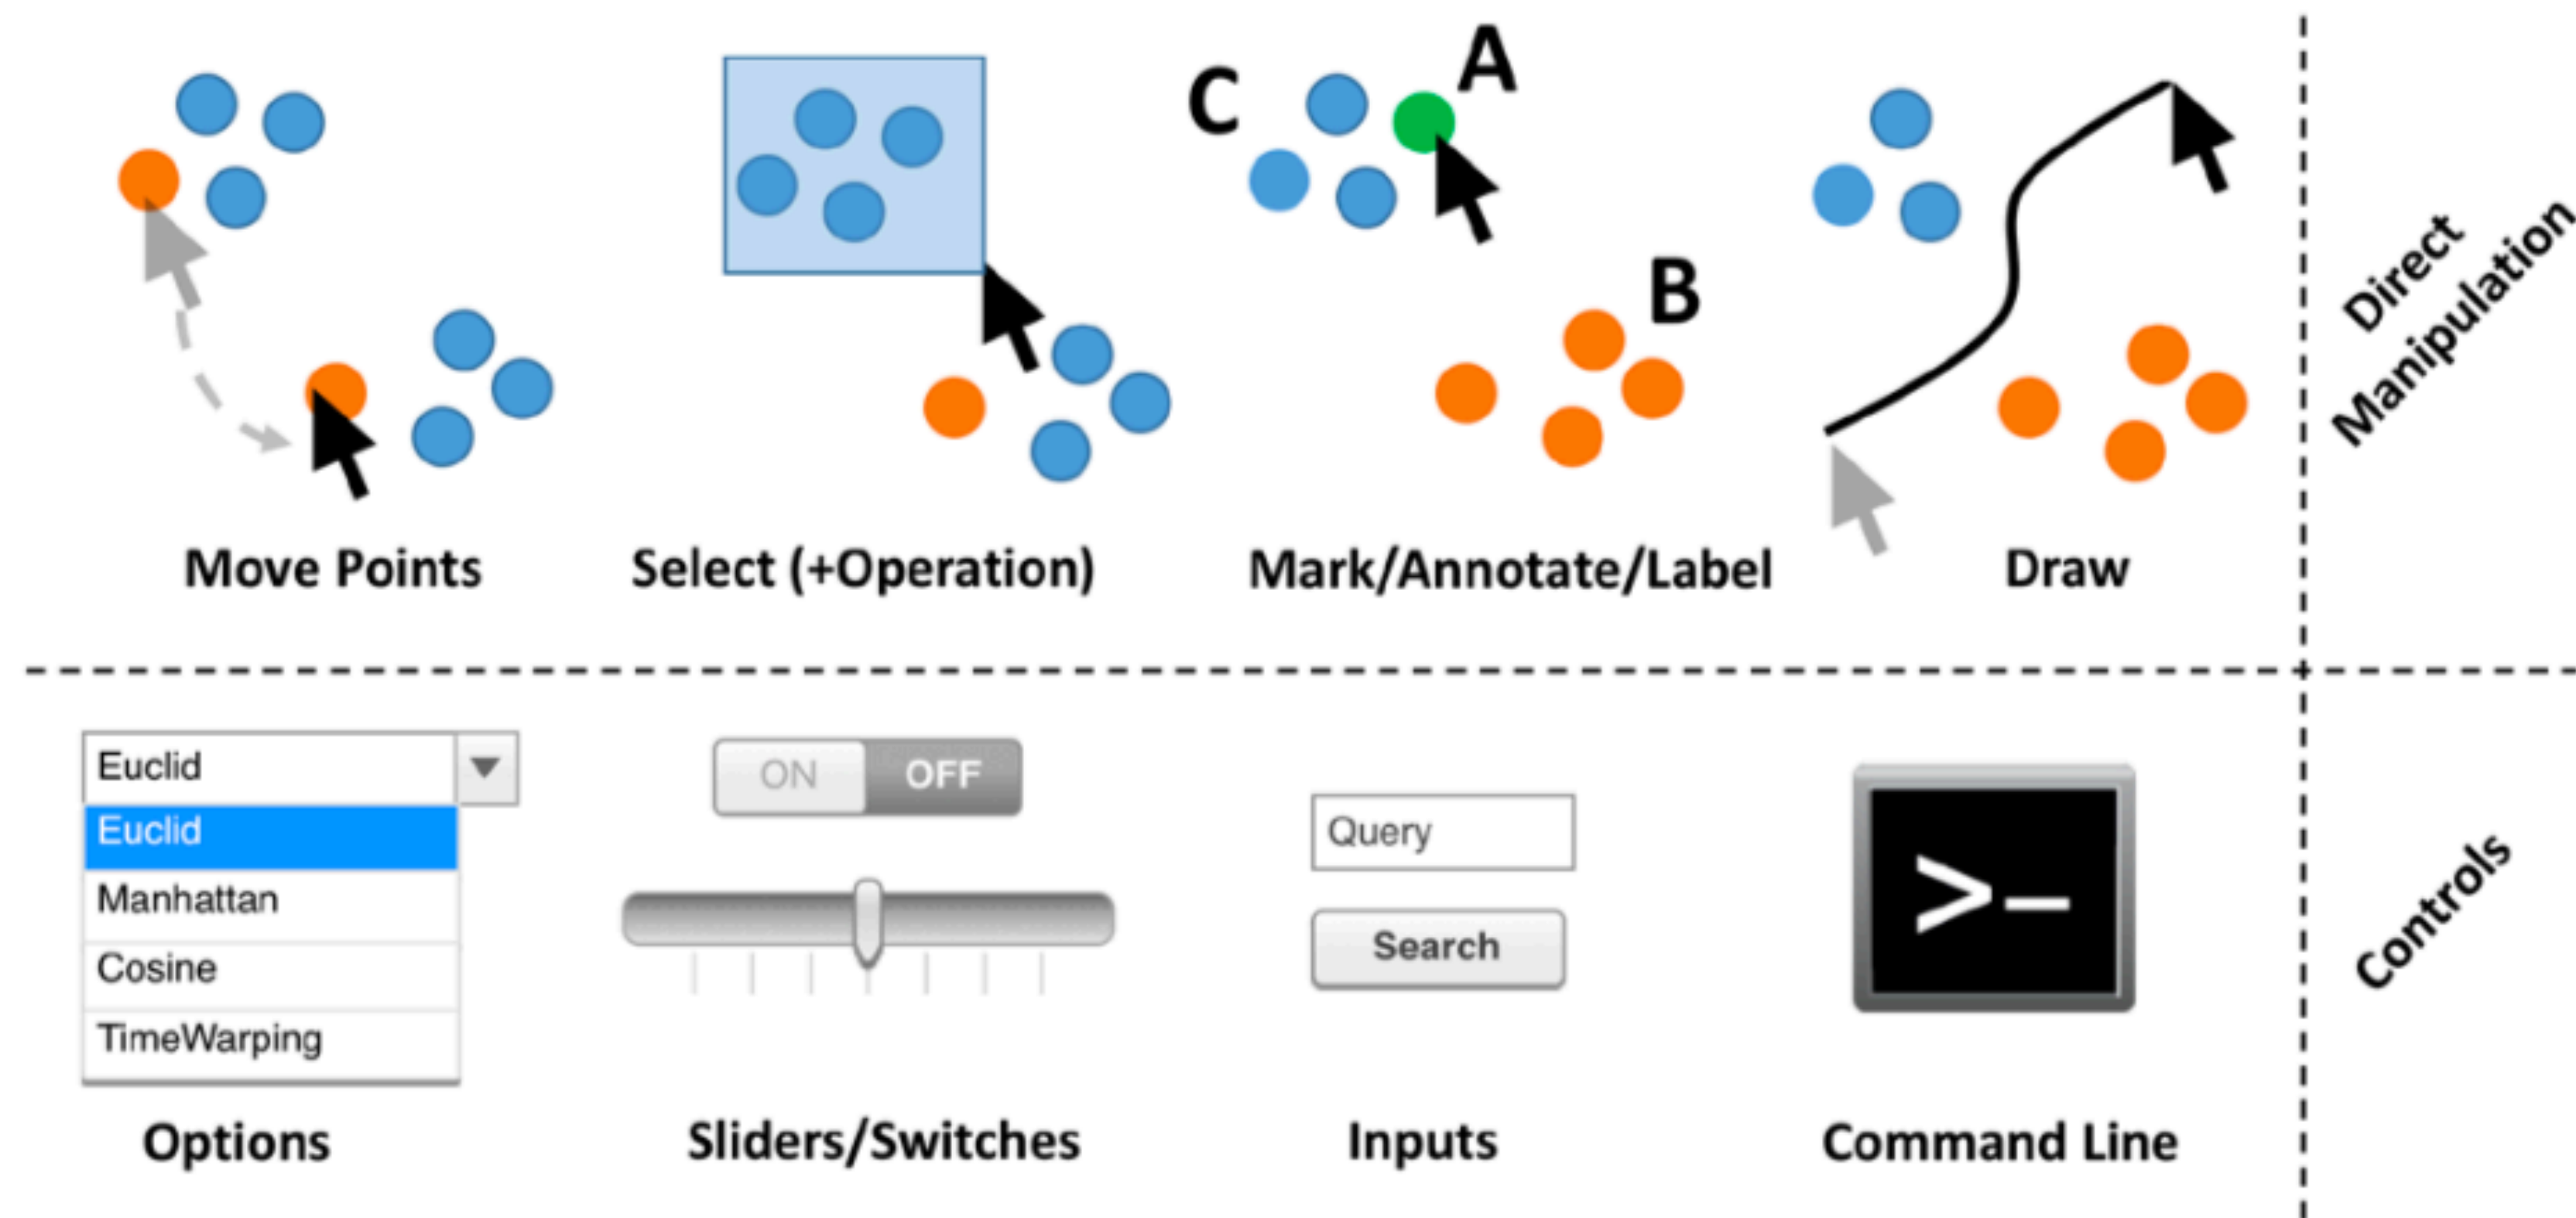 C
A
B
Move Points
Select (+Operation)
Mark/Annotate/Label
Draw
Direct
Manipulation
Euclid
Euclid
Manhattan
Cosine
TimeWarping
ON
OFF
Query
Search
>_
Options
Sliders/Switches
Inputs
Command Line
Controls